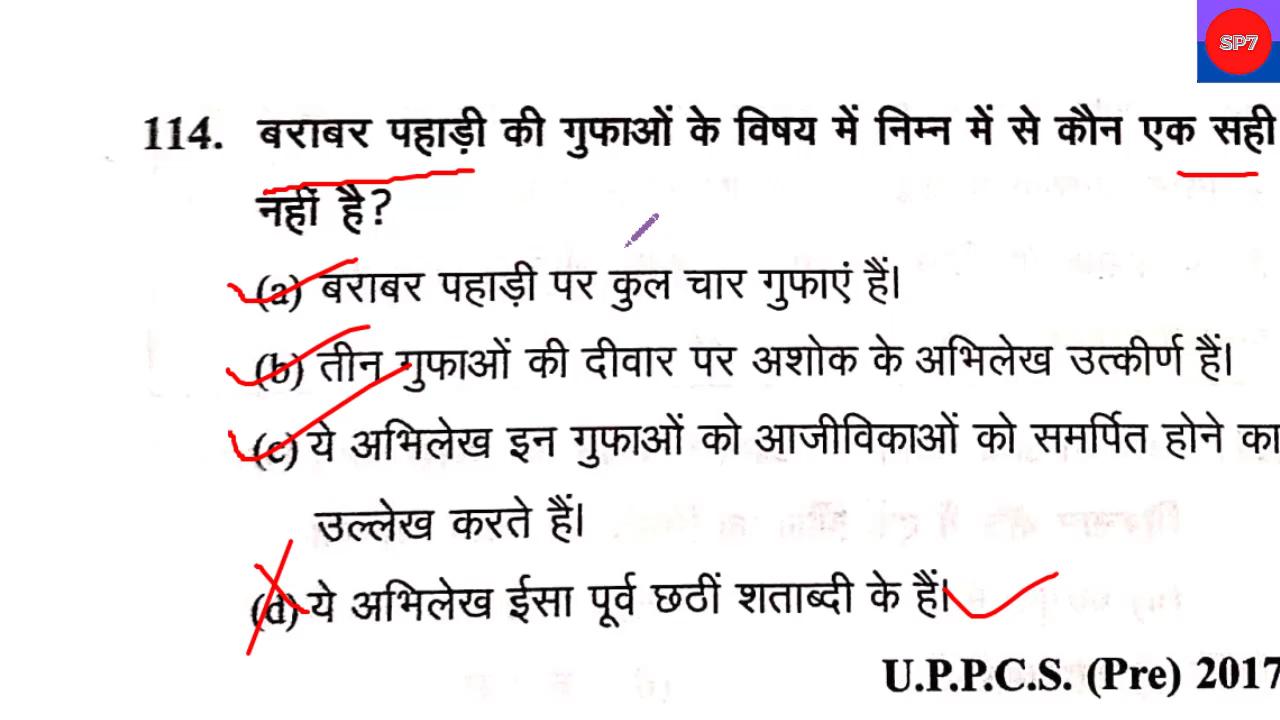 SP7
114. बराबर पहाड़ी की गुफाओं के विषय में निम्न में से कौन एक सही
नहीं है?
(a) बराबर पहाड़ी पर कुल चार गुफाएं हैं।
(b) तीन गुफाओं की दीवार पर अशोक के अभिलेख उत्कीर्ण हैं।
(c) ये अभिलेख इन गुफाओं को आजीविकाओं को समर्पित होने का
उल्लेख करते हैं।
(d) ये अभिलेख ईसा पूर्व छठीं शताब्दी के हैं।
U.P.P.C.S. (Pre) 2017